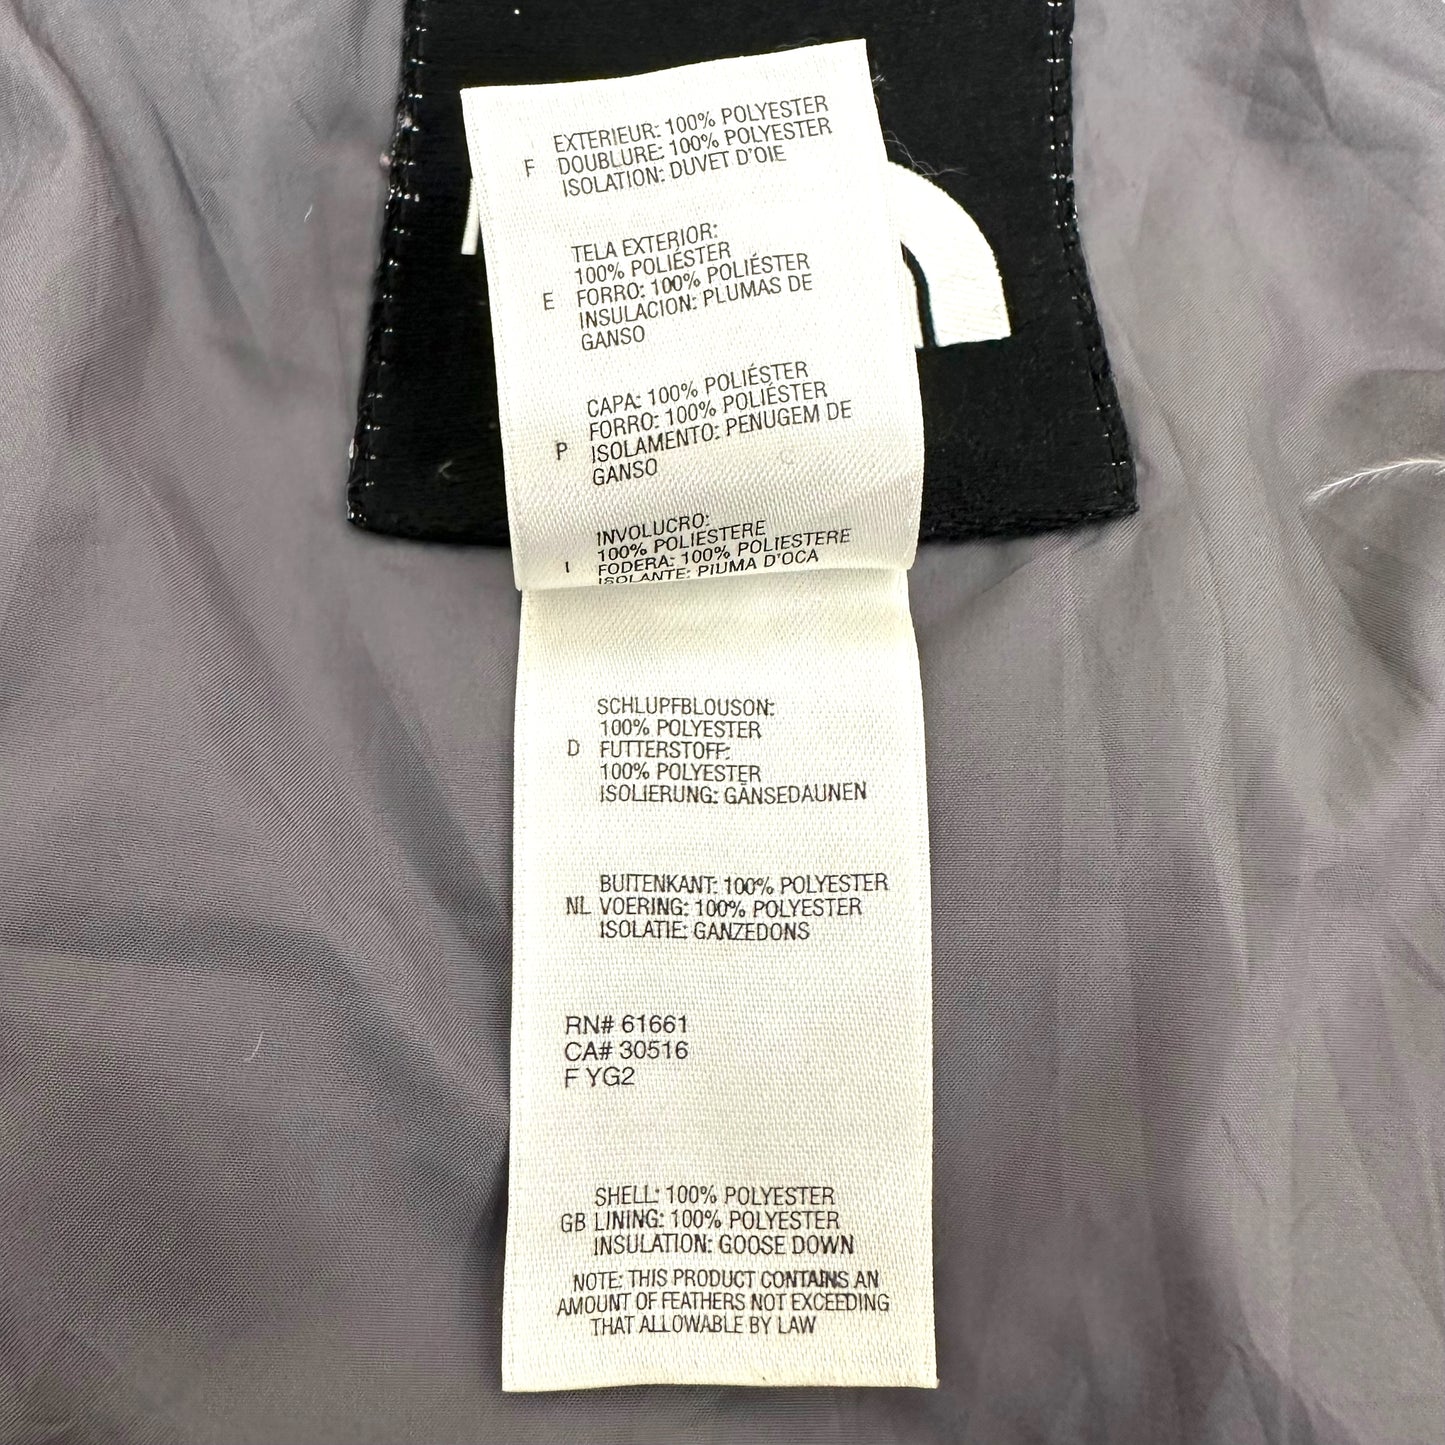 EXTERIEUR: 100% POLYESTER
F DOUBLURE: 100% POLYESTER
ISOLATION: DUVET D'OIE
TELA EXTERIOR:
100% POLIÉSTER
E FORRO: 100% POLIÉSTER
INSULACION: PLUMAS DE
GANSO
CAPA: 100% POLIÉSTER
FORRO: 100% POLIÉSTER
P ISOLAMENTO: PENUGEM DE
GANSO
INVOLUCRO:
100% POLIESTERE
I FODERA: 100% POLIESTERE
ISOLANTE: PIUMA D'OCA
SCHLUPFBLOUSON:
100% POLYESTER
D FUTTERSTOFF:
100% POLYESTER
ISOLIERUNG: GÄNSEDAUNEN
BUITENKANT: 100% POLYESTER
NL VOERING: 100% POLYESTER
ISOLATIE: GANZEDONS
RN# 61661
CA# 30516
F YG2
SHELL: 100% POLYESTER
GB LINING: 100% POLYESTER
INSULATION: GOOSE DOWN
NOTE: THIS PRODUCT CONTAINS AN
AMOUNT OF FEATHERS NOT EXCEEDING
THAT ALLOWABLE BY LAW